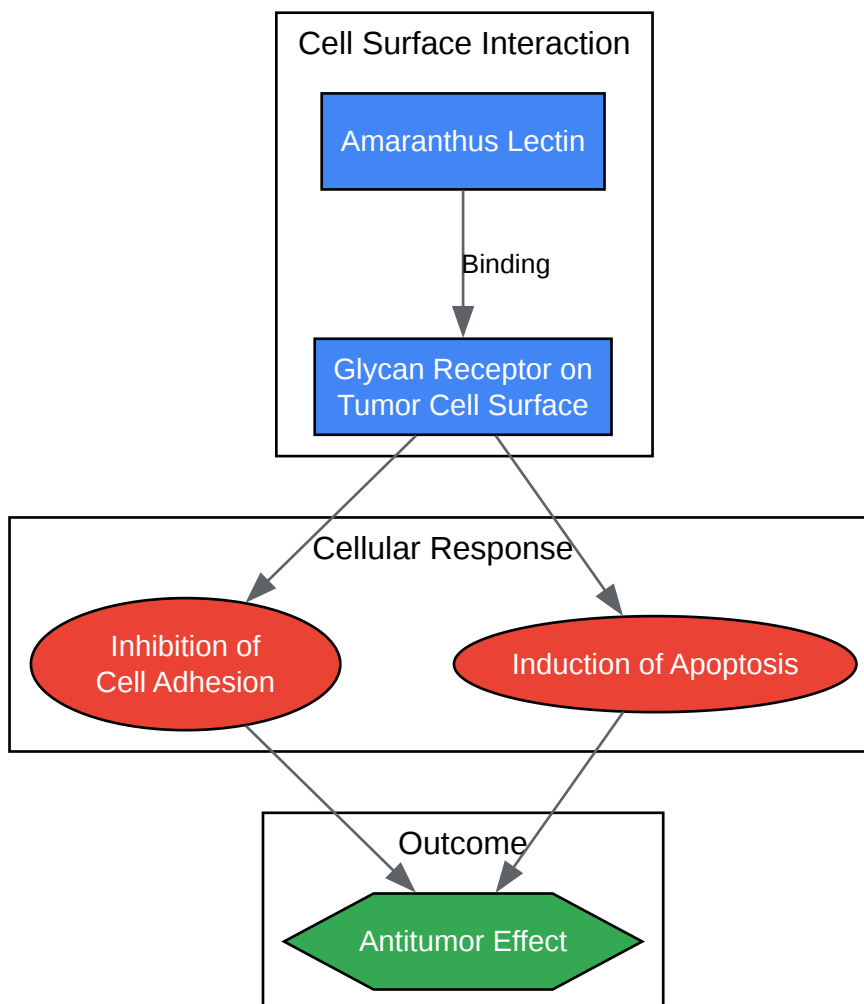 Cell Surface Interaction
Amaranthus Lectin
Binding
Glycan Receptor on
Tumor Cell Surface
Cellular Response
Inhibition of
Cell Adhesion
Induction of Apoptosis
Outcome
Antitumor Effect